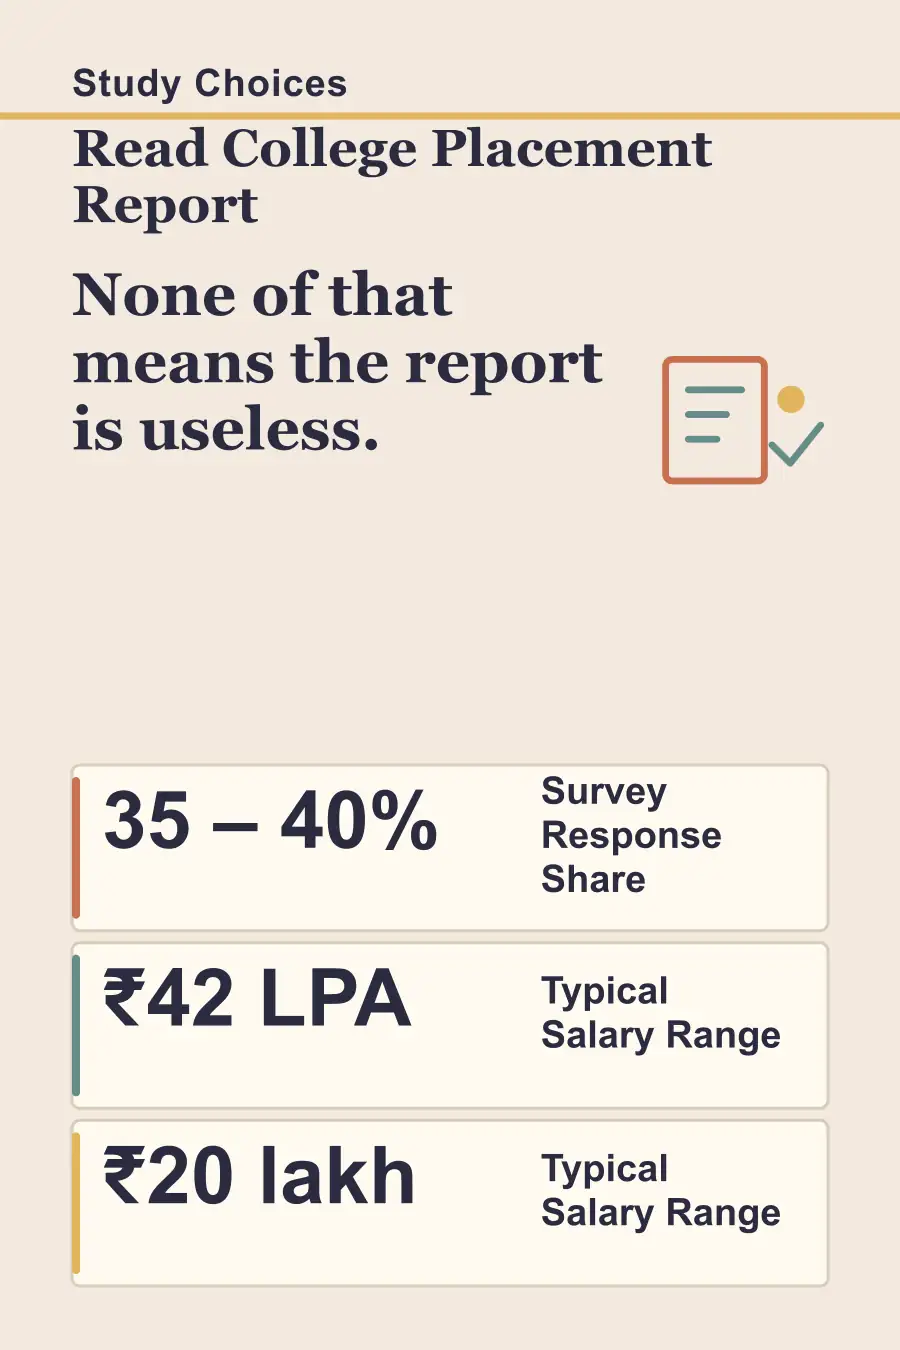 Study Choices
Read College Placement
Report
None of that
means the report
is useless.
35 – 40%
Survey
Response
Share
₹42 LPA
Typical
Salary Range
₹20 lakh
Typical
Salary Range